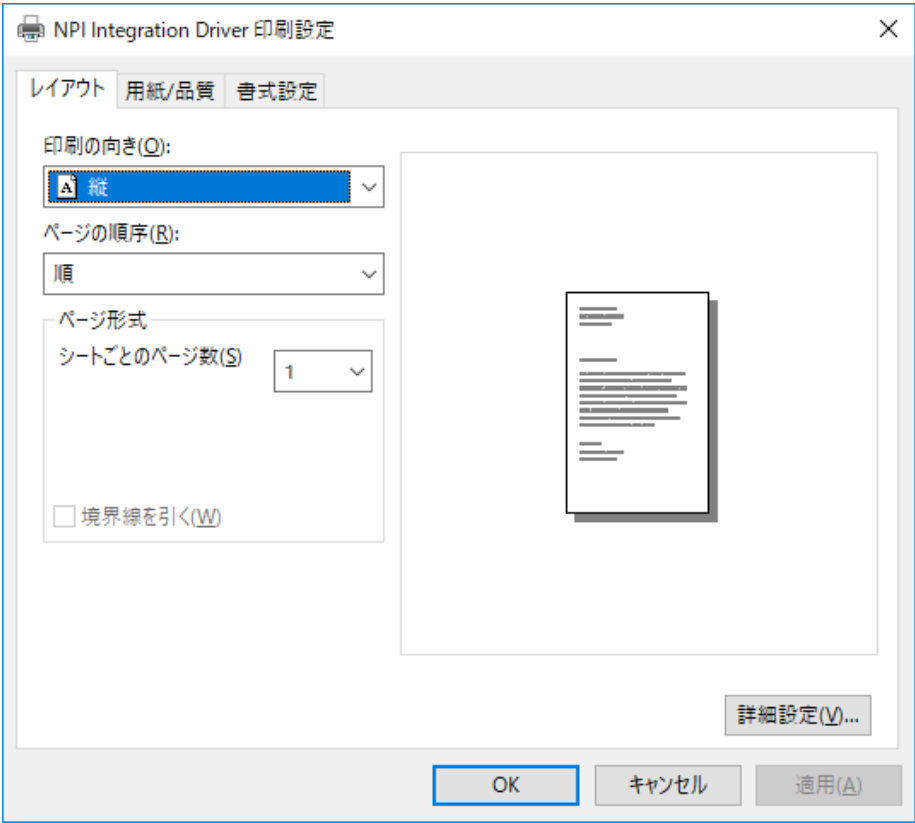 NPI Integration Driver 印刷設定
レイアウト 用紙/品質 書式設定
印刷の向き(O):
縦
ページの順序(R):
順
ページ形式
シートごとのページ数(S)
1
境界線を引く(W)
詳細設定(V)...
OK キャンセル 適用(A)